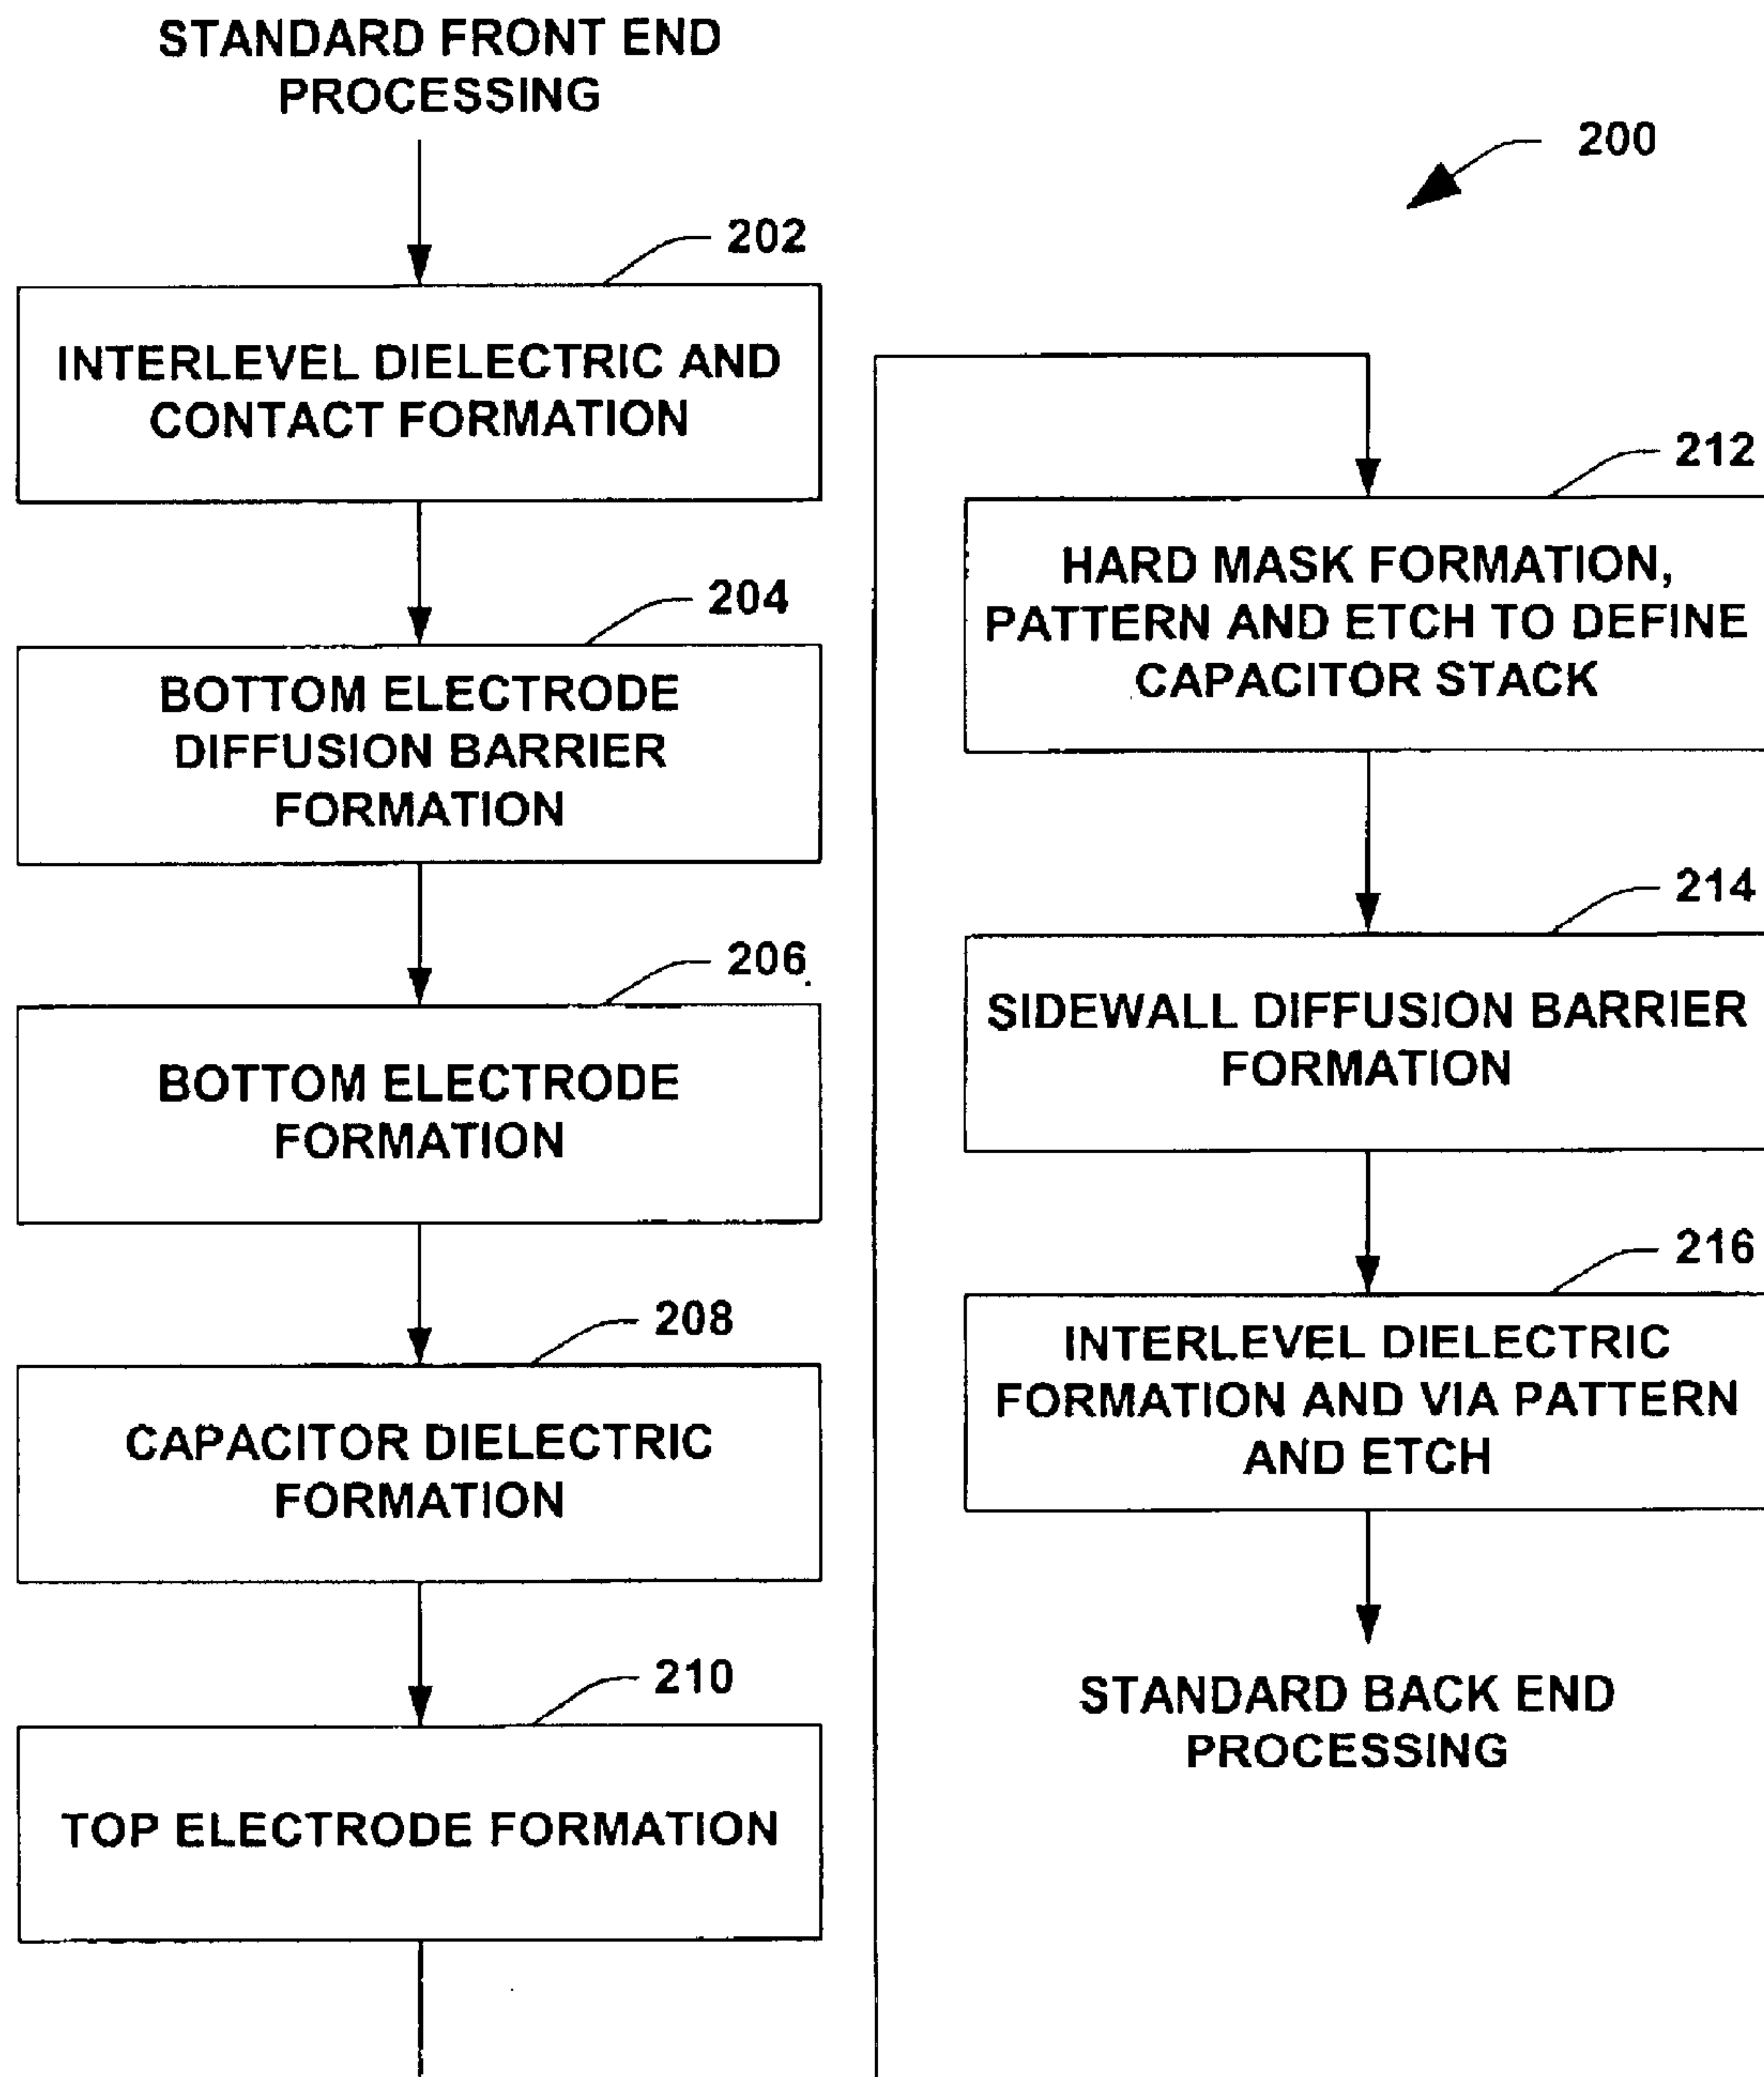 STANDARD FRONT END
PROCESSING
200
202
INTERLEVEL DIELECTRIC AND
CONTACT FORMATION
204
BOTTOM ELECTRODE
DIFFUSION BARRIER
FORMATION
206
BOTTOM ELECTRODE
FORMATION
208
CAPACITOR DIELECTRIC
FORMATION
210
TOP ELECTRODE FORMATION
212
HARD MASK FORMATION,
PATTERN AND ETCH TO DEFINE
CAPACITOR STACK
214
SIDEWALL DIFFUSION BARRIER
FORMATION
216
INTERLEVEL DIELECTRIC
FORMATION AND VIA PATTERN
AND ETCH
STANDARD BACK END
PROCESSING